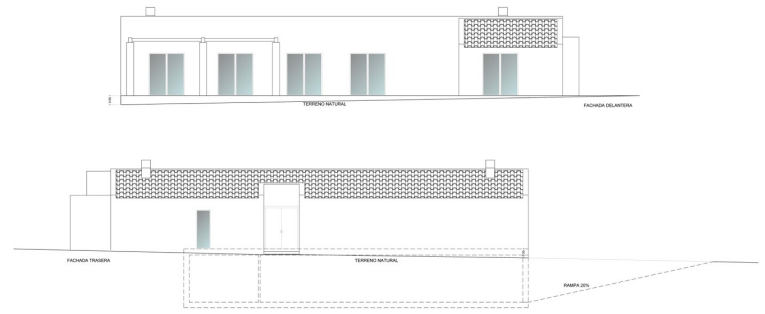 TERRENO NATURAL
FACHADA DELANTERA
FACHADA TRASERA
TERRENO NATURAL
RAMPA 20%